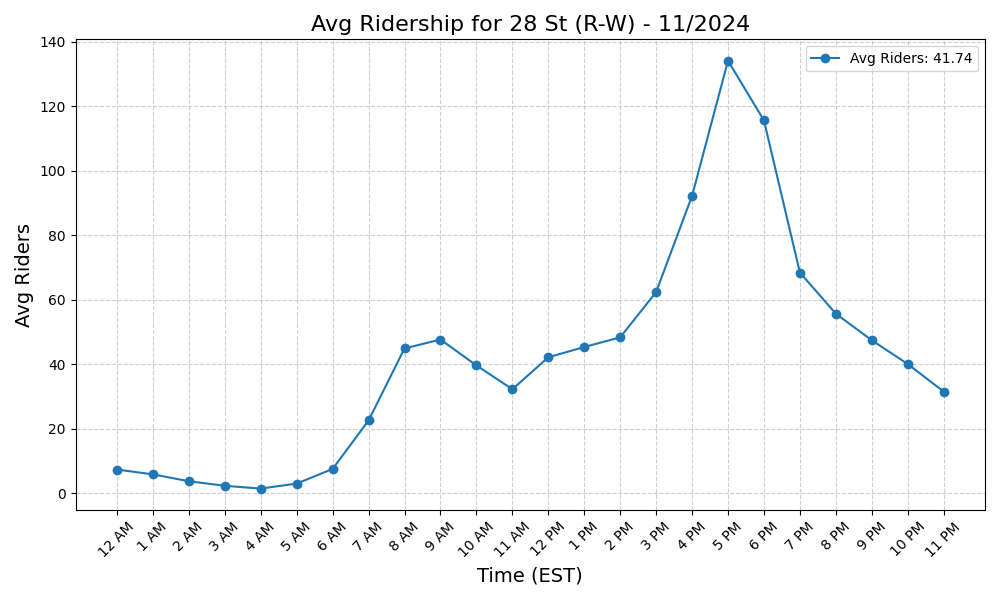 Avg Ridership for 28 St (R-W) - 11/2024
Avg Riders: 41.74
Avg Riders
140
120
100
80
60
40
20
0
12 AM
1 AM
2 AM
3 AM
4 AM
5 AM
6 AM
7 AM
8 AM
9 AM
10 AM
11 AM
12 PM
1 PM
2 PM
3 PM
4 PM
5 PM
6 PM
7 PM
8 PM
9 PM
10 PM
11 PM
Time (EST)